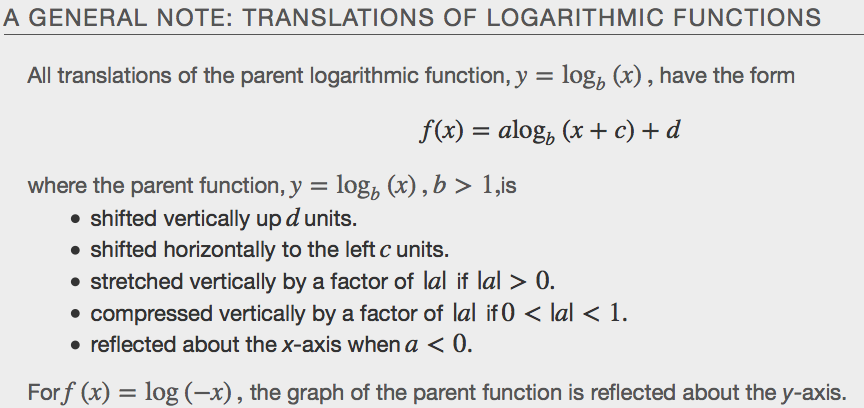 A GENERAL NOTE: TRANSLATIONS OF LOGARITHMIC FUNCTIONS
All translations of the parent logarithmic function, y = log_b (x) , have the form
f(x) = alog_b (x + c) + d
where the parent function, y = log_b (x) , b > 1,is
• shifted vertically up d units.
• shifted horizontally to the left c units.
• stretched vertically by a factor of |a| if |a| > 0.
• compressed vertically by a factor of |a| if 0 < |a| < 1.
• reflected about the x-axis when a < 0.
For f (x) = log (−x) , the graph of the parent function is reflected about the y-axis.